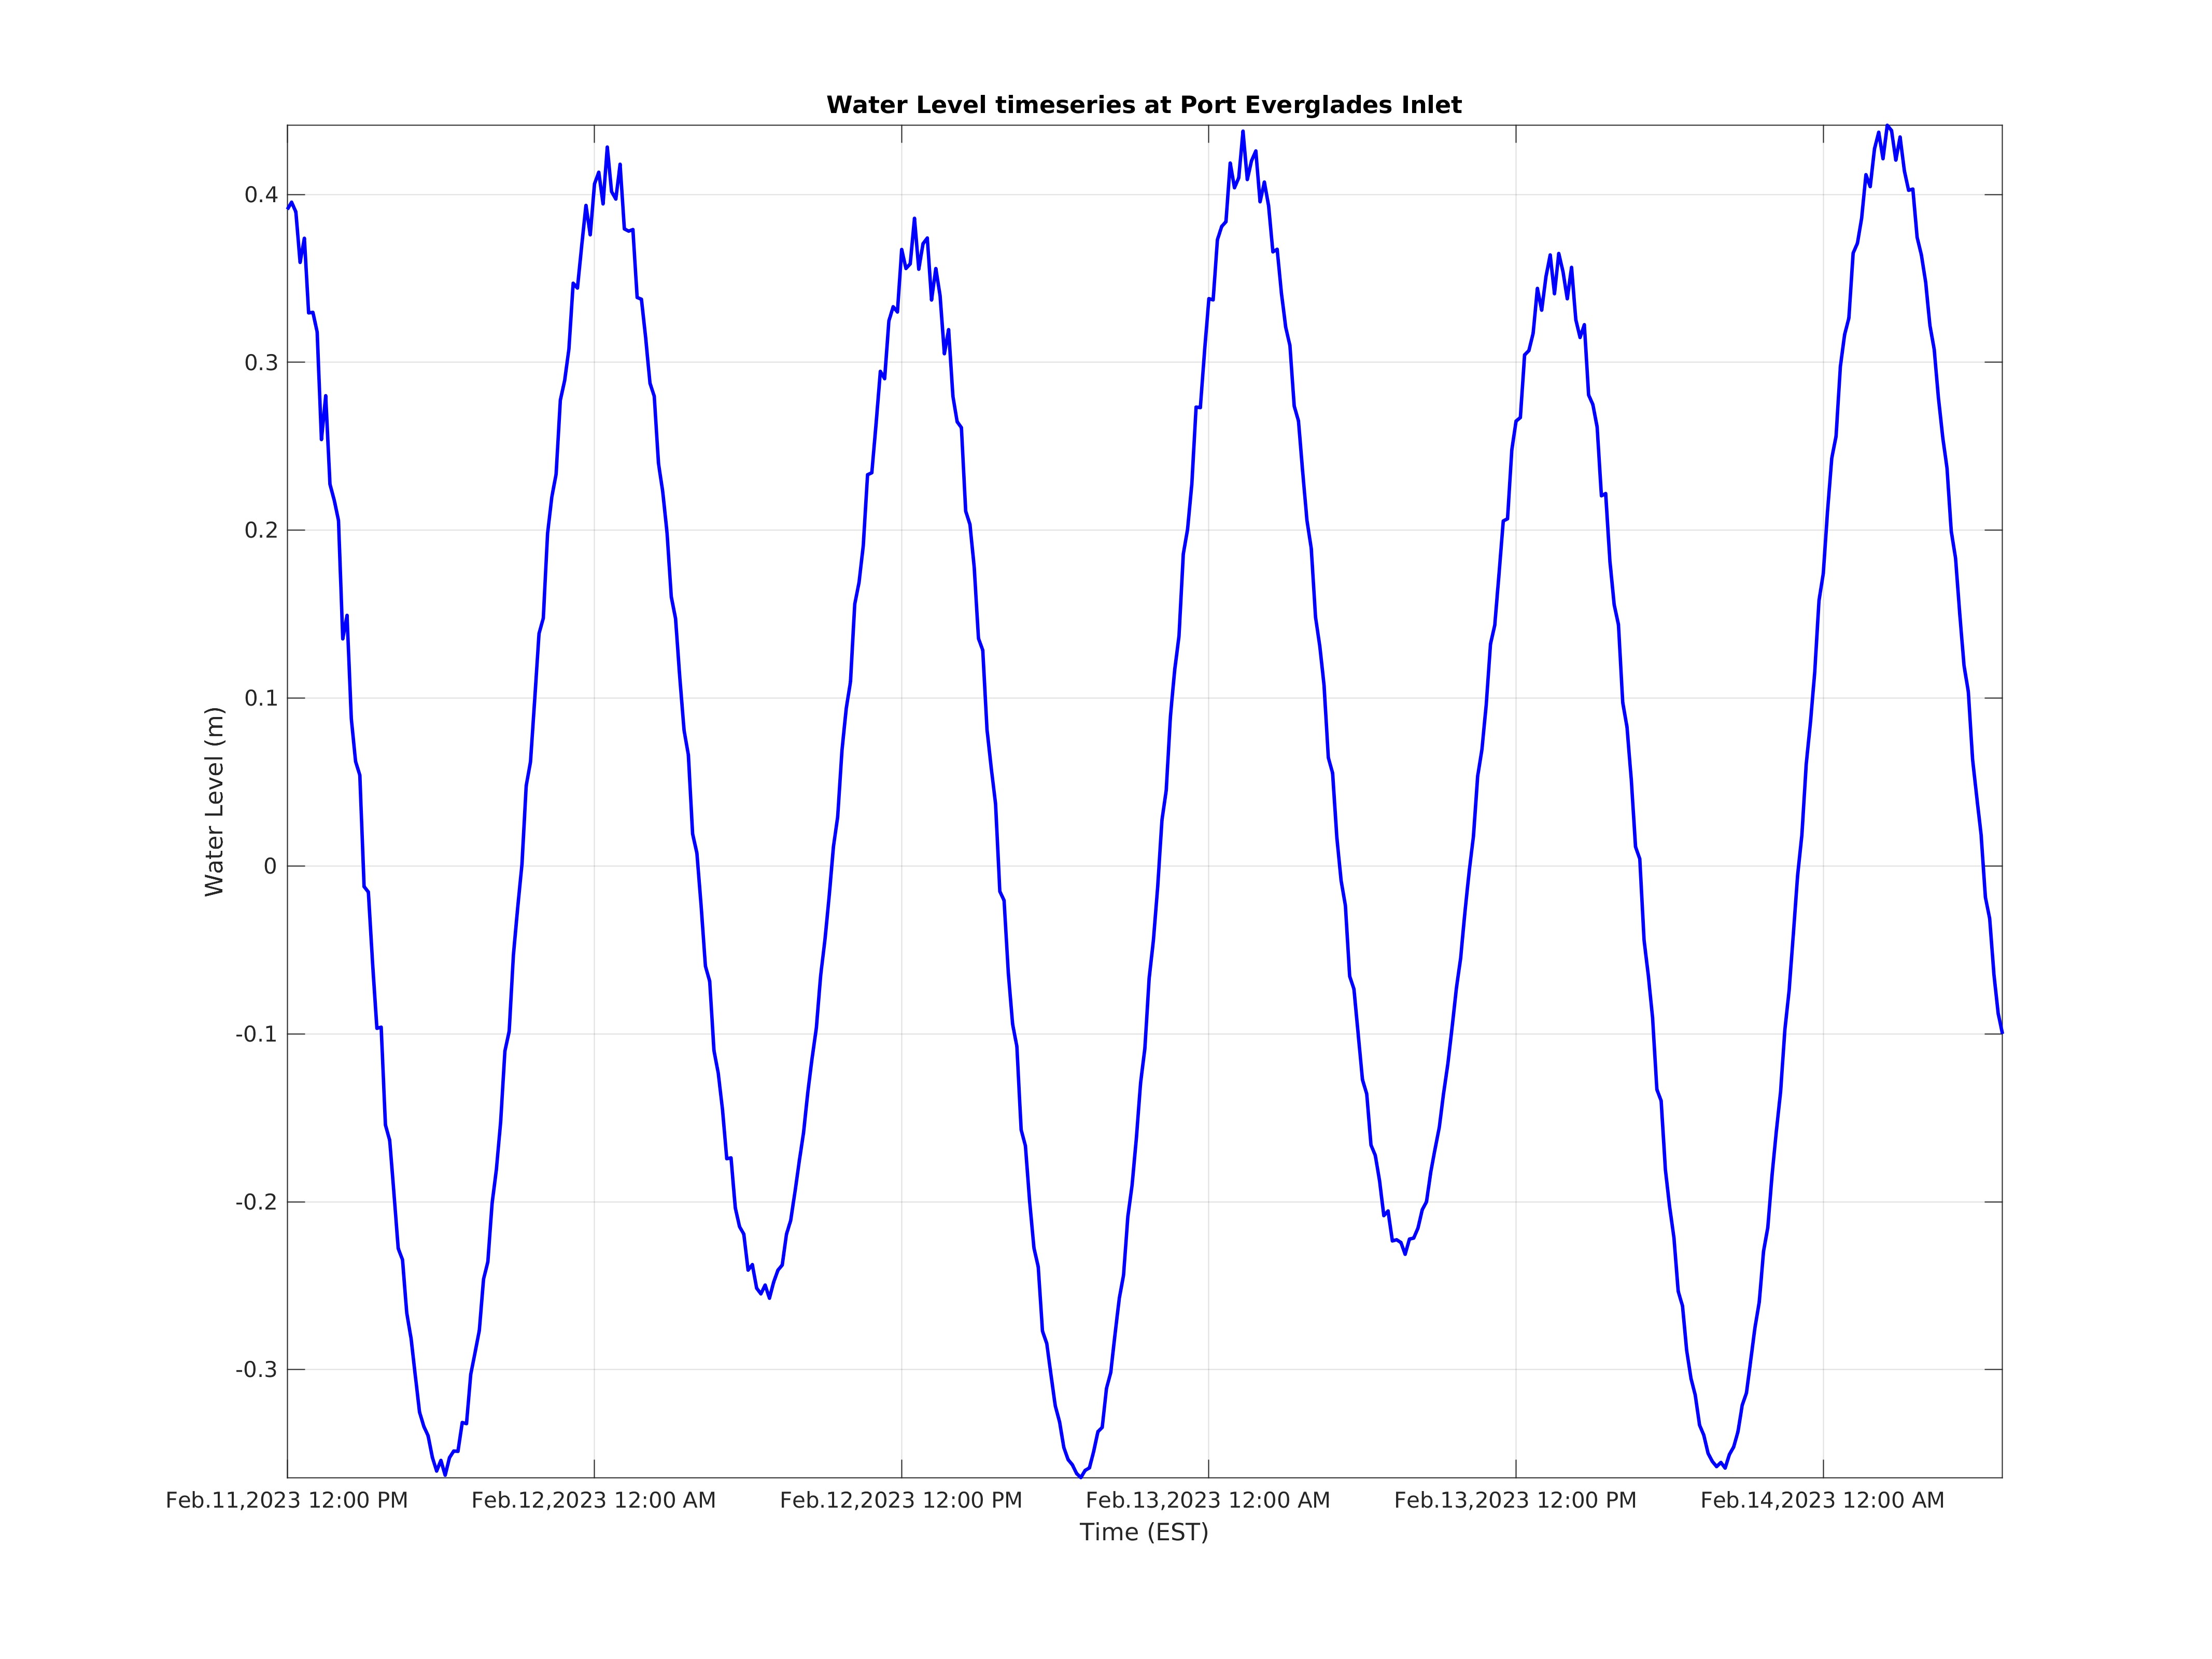 Water Level timeseries at Port Everglades Inlet
0.4
0.3
0.2
0.1
0
-0.1
-0.2
-0.3
Water Level (m)
Feb.11,2023 12:00 PM Feb.12,2023 12:00 AM Feb.12,2023 12:00 PM Feb.13,2023 12:00 AM Feb.13,2023 12:00 PM Feb.14,2023 12:00 AM
Time (EST)